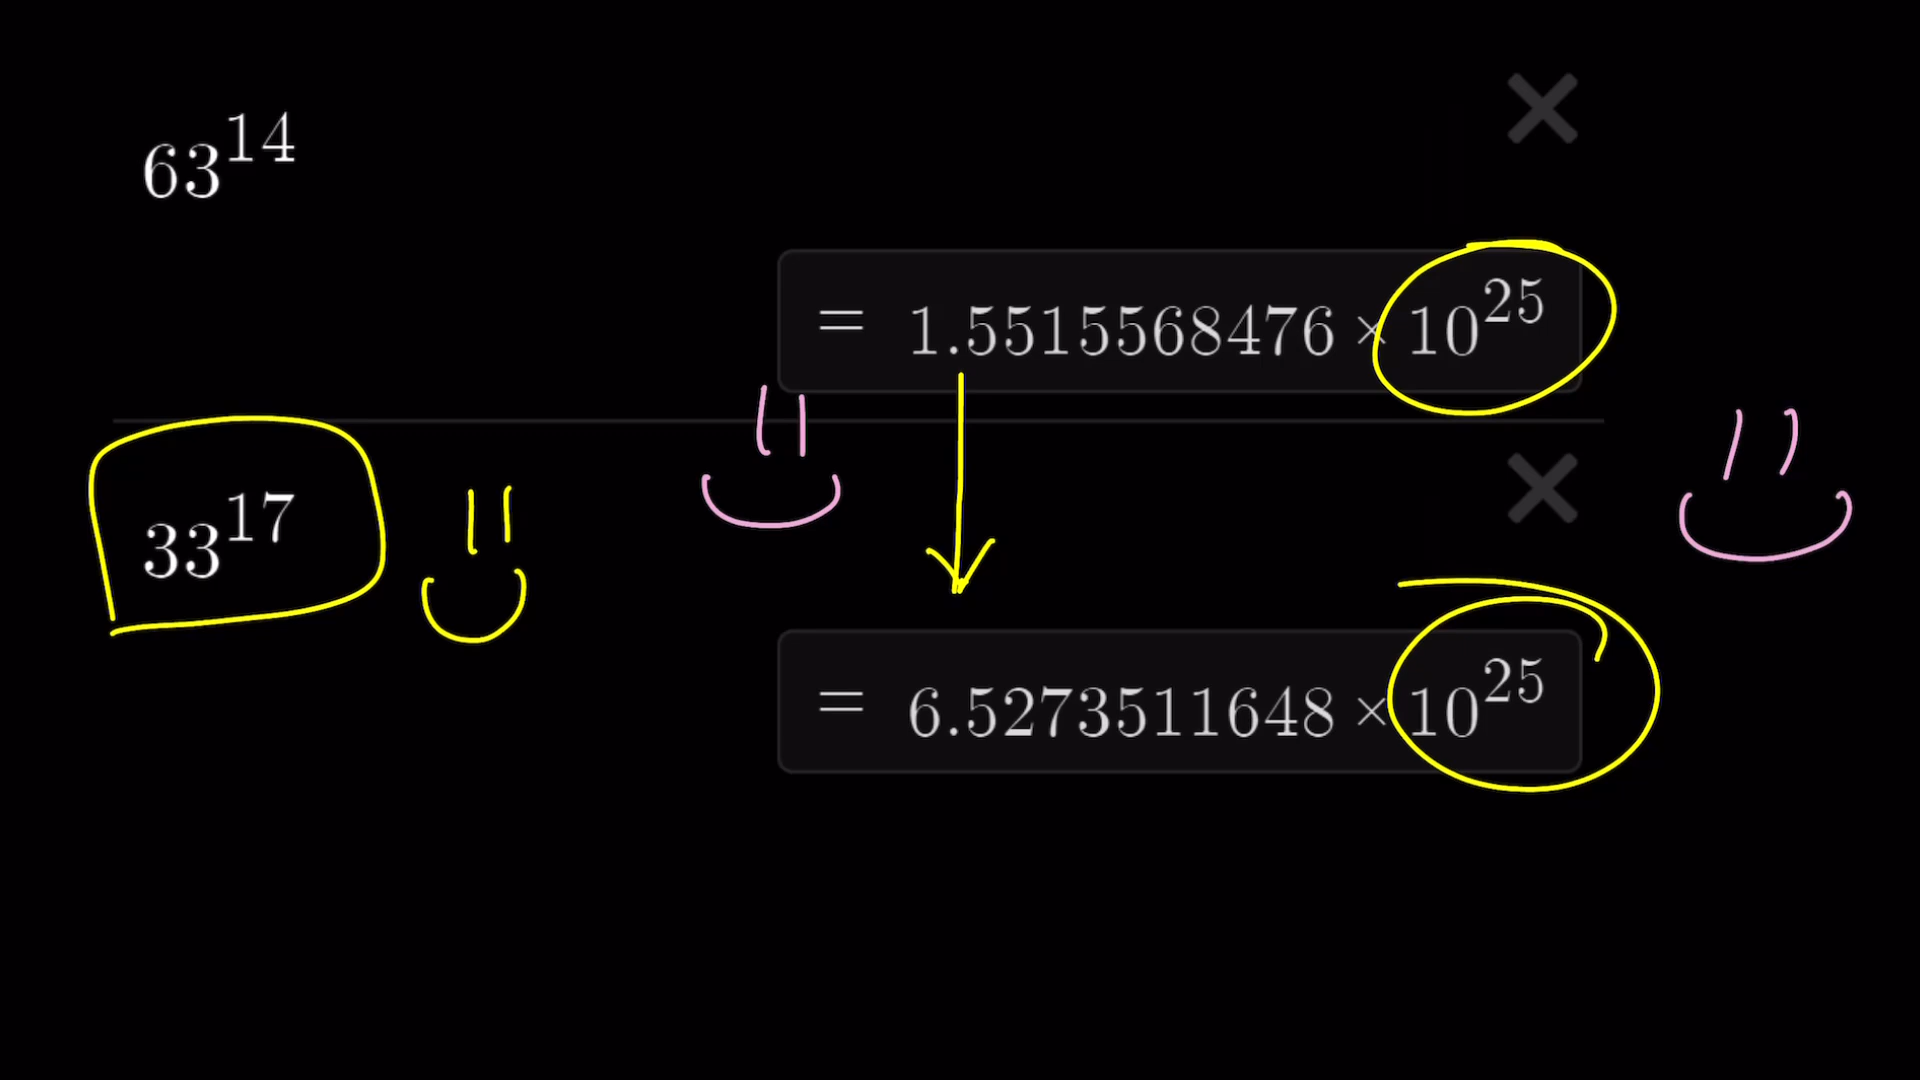 63^14
= 1.5515568476 × 10^25
33^17
= 6.5273511648 × 10^25